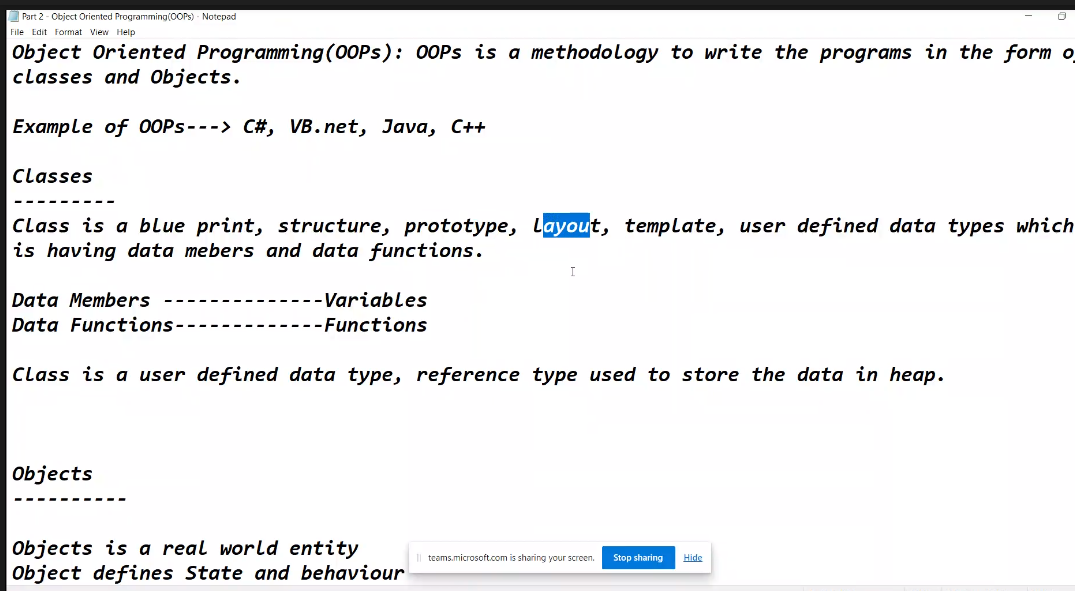 Part 2 - Object Oriented Programming(OOPs) - Notepad
File Edit Format View Help
Object Oriented Programming(OOPs): OOPs is a methodology to write the programs in the form
classes and Objects.
Example of OOPs---> C#, VB.net, Java, C++
Classes
---------
Class is a blue print, structure, prototype, layout, template, user defined data types which
is having data mebers and data functions.
Data Members --------------Variables
Data Functions-------------Functions
Class is a user defined data type, reference type used to store the data in heap.
Objects
----------
Objects is a real world entity
Object defines State and behaviour
teams.microsoft.com is sharing your screen. Stop sharing Hide